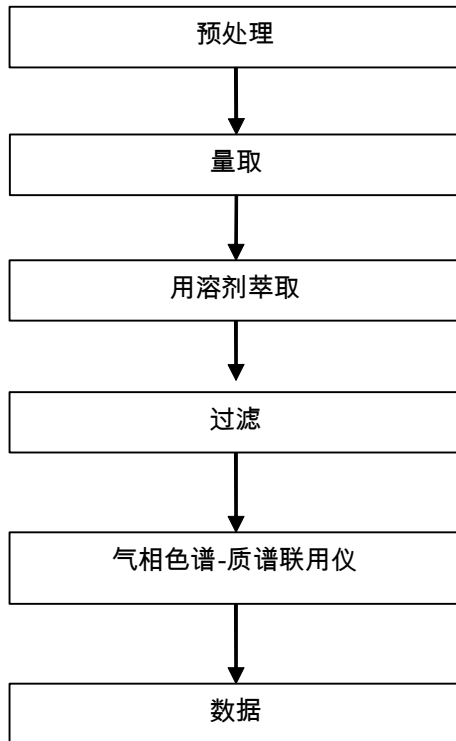 预处理
量取
用溶剂萃取
过滤
气相色谱-质谱联用仪
数据